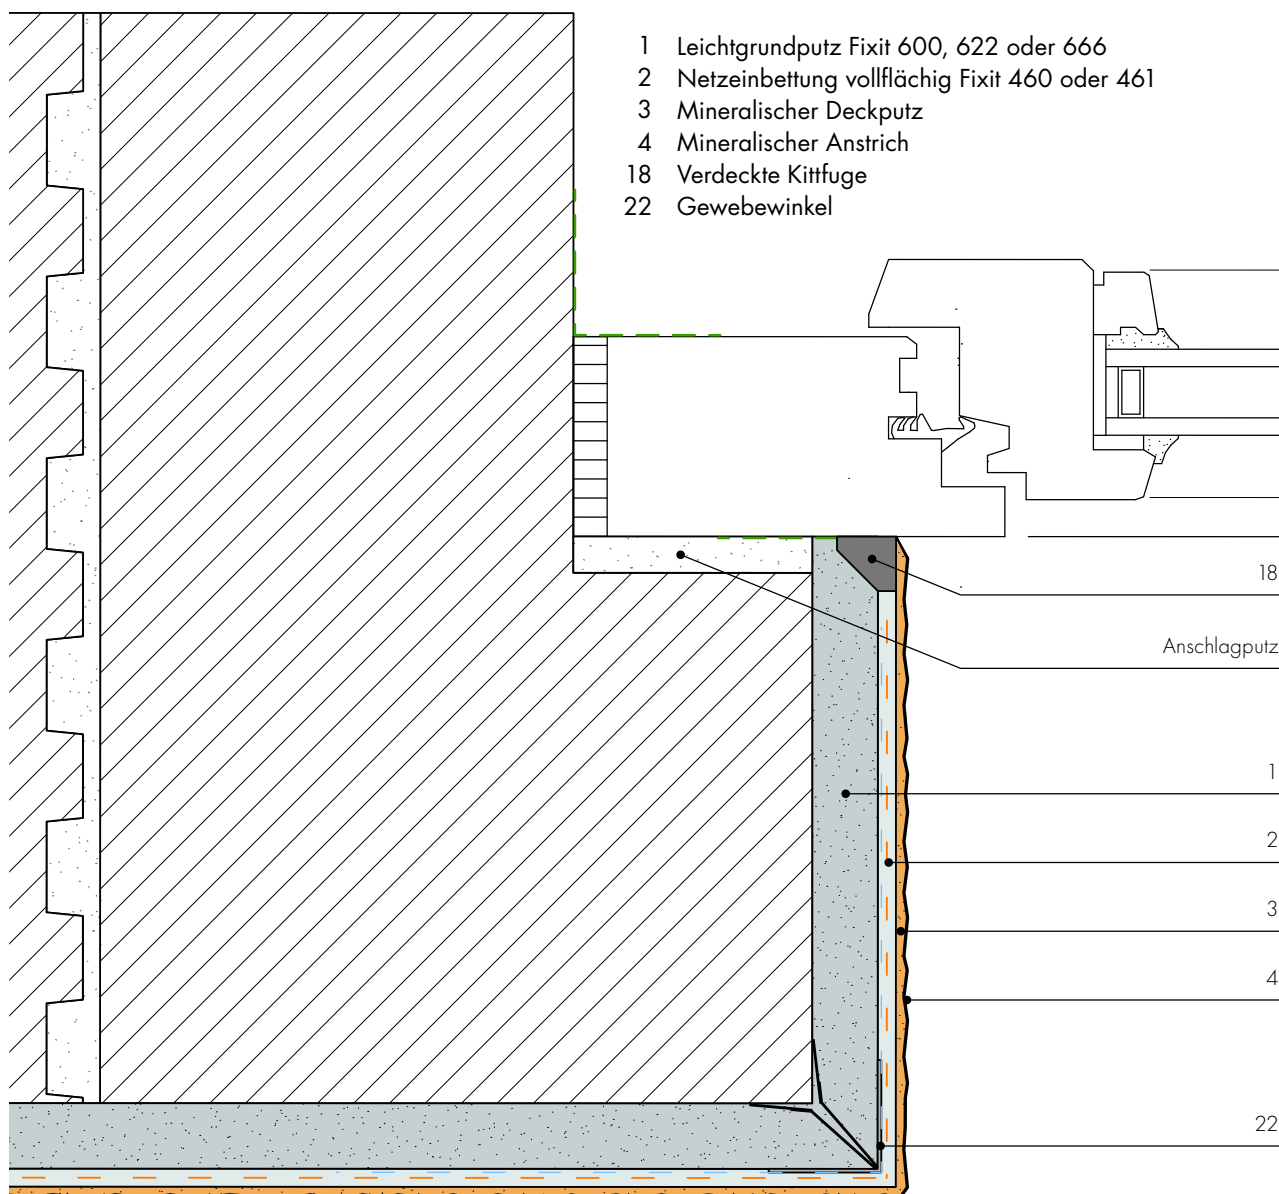 1 Leichtgrundputz Fixit 600, 622 oder 666
2 Netzeinbettung vollflächig Fixit 460 oder 461
3 Mineralischer Deckputz
4 Mineralischer Anstrich
18 Verdeckte Kittfuge
22 Gewebewinkel
18
Anschlagputz
1
2
3
4
22